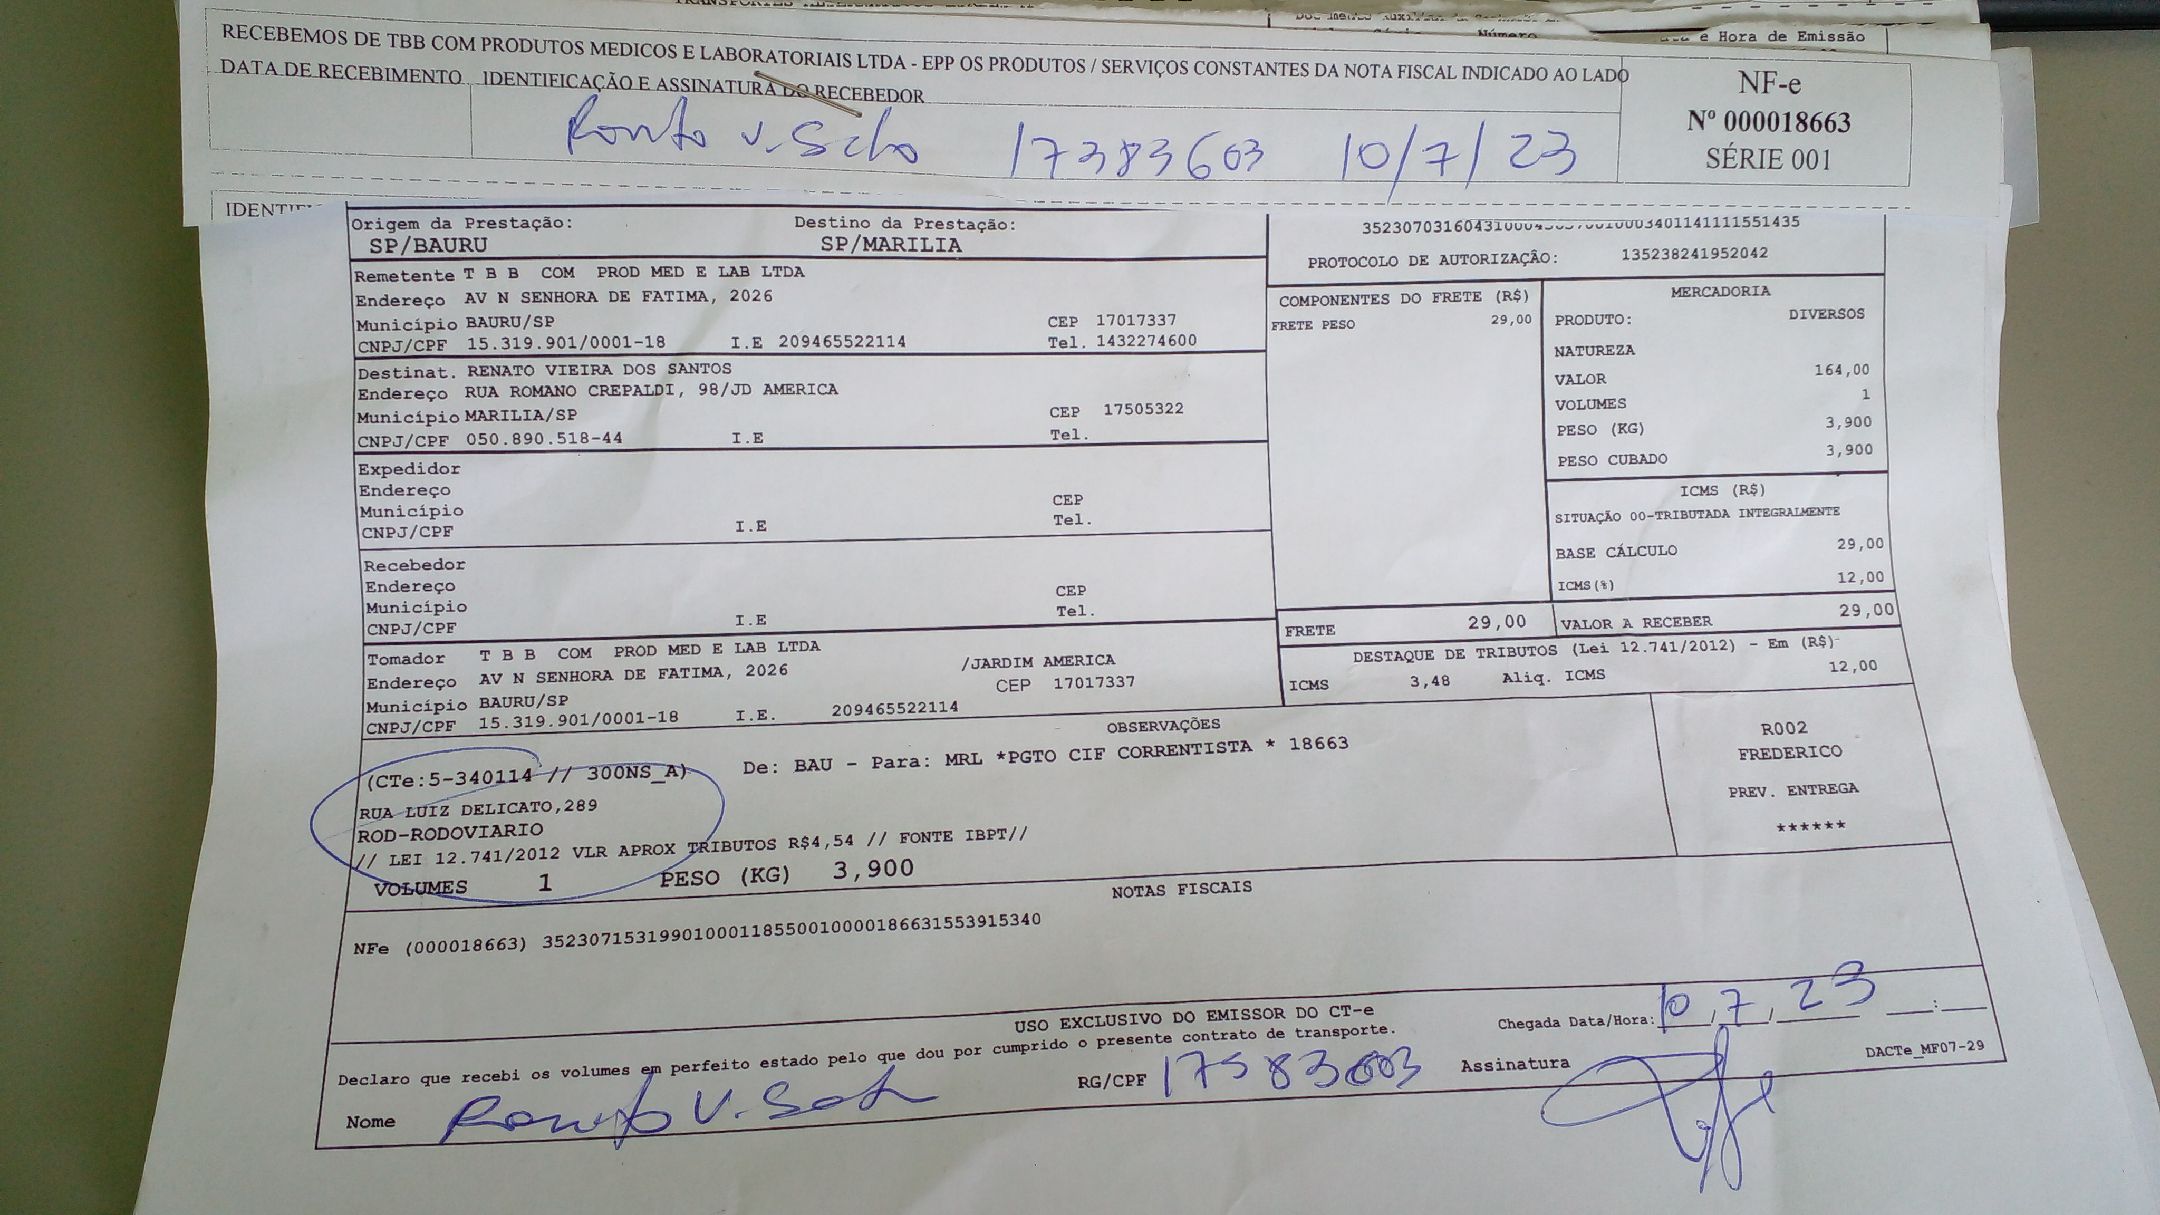 RECEBEMOS DE TBB COM PRODUTOS MEDICOS E LABORATORIAIS LTDA - EPP OS PRODUTOS / SERVIÇOS CONSTANTES DA NOTA FISCAL INDICADO AO LADO
DATA DE RECEBIMENTO IDENTIFICAÇÃO E ASSINATURA DO RECEBEDOR
17383603 10/7/23
NF-e
Nº 000018663
SÉRIE 001
Número e Hora de Emissão
Origem da Prestação: Destino da Prestação:
SP/BAURU SP/MARILIA
PROTOCOLO DE AUTORIZAÇÃO: 135238241952042
Remetente T B B COM PROD MED E LAB LTDA
Endereço AV N SENHORA DE FATIMA, 2026
Município BAURU/SP CEP 17017337
CNPJ/CPF 15.319.901/0001-18 I.E 209465522114 Tel. 1432274600
Destinat. RENATO VIEIRA DOS SANTOS
Endereço RUA ROMANO CREPALDI, 98/JD AMERICA
Município MARILIA/SP CEP 17505322
CNPJ/CPF 050.890.518-44 I.E Tel.
Expedidor
Endereço
Município CEP
CNPJ/CPF I.E Tel.
Recebedor
Endereço
Município CEP
CNPJ/CPF I.E Tel.
Tomador T B B COM PROD MED E LAB LTDA
Endereço AV N SENHORA DE FATIMA, 2026 /JARDIM AMERICA
Município BAURU/SP CEP 17017337
CNPJ/CPF 15.319.901/0001-18 I.E. 209465522114
COMPONENTES DO FRETE (R$)
FRETE PESO 29,00
MERCADORIA
PRODUTO: DIVERSOS
NATUREZA
VALOR 164,00
VOLUMES 1
PESO (KG) 3,900
PESO CUBADO 3,900
ICMS (R$)
SITUAÇÃO 00-TRIBUTADA INTEGRALMENTE
BASE CÁLCULO 29,00
ICMS(%) 12,00
FRETE 29,00 VALOR A RECEBER 29,00
DESTAQUE DE TRIBUTOS (Lei 12.741/2012) - Em (R$)
ICMS 3,48 Aliq. ICMS 12,00
OBSERVAÇÕES
(CTe:5-340114 // 300NS_A) De: BAU - Para: MRL *PGTO CIF CORRENTISTA * 18663
RUA LUIZ DELICATO,289
ROD-RODOVIARIO
// LEI 12.741/2012 VLR APROX TRIBUTOS R$4,54 // FONTE IBPT//
VOLUMES 1 PESO (KG) 3,900
R002
FREDERICO
PREV. ENTREGA
******
NOTAS FISCAIS
NFe (000018663) 35230715319901000118550010000186631553915340
USO EXCLUSIVO DO EMISSOR DO CT-e
Declaro que recebi os volumes em perfeito estado pelo que dou por cumprido o presente contrato de transporte.
Chegada Data/Hora: 10/7/23 __:__
Nome RG/CPF Assinatura
DACTe_MF07-29